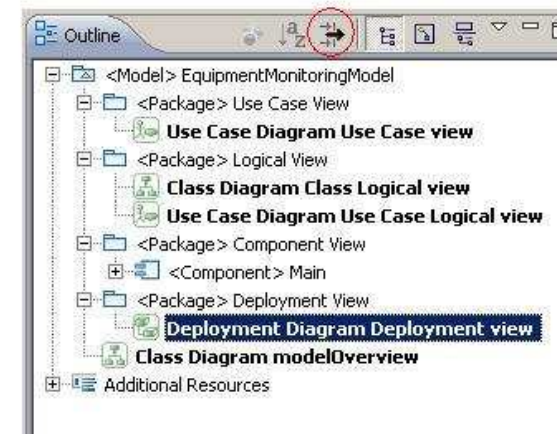 Outline
<Model> EquipmentMonitoringModel
<Package> Use Case View
Use Case Diagram Use Case view
<Package> Logical View
Class Diagram Class Logical view
Use Case Diagram Use Case Logical view
<Package> Component View
<Component> Main
<Package> Deployment View
Deployment Diagram Deployment view
Class Diagram modelOverview
Additional Resources